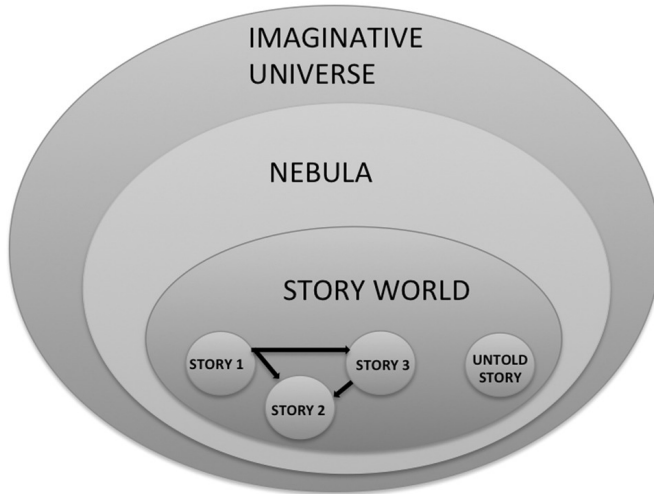 IMAGINATIVE
UNIVERSE
NEBULA
STORY WORLD
STORY 1
STORY 3
UNTOLD
STORY
STORY 2